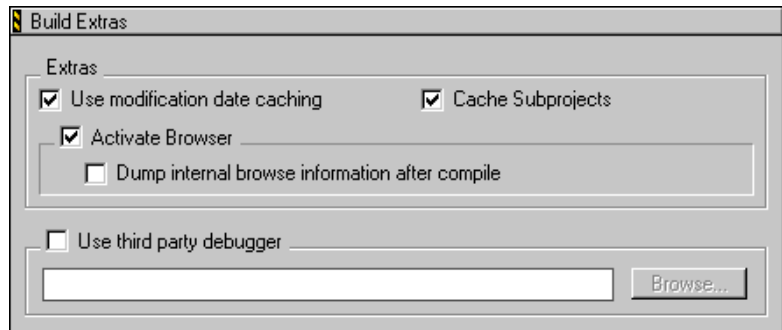 Build Extras
Extras
Use modification date caching Cache Subprojects
Activate Browser
Dump internal browse information after compile
Use third party debugger
Browse...